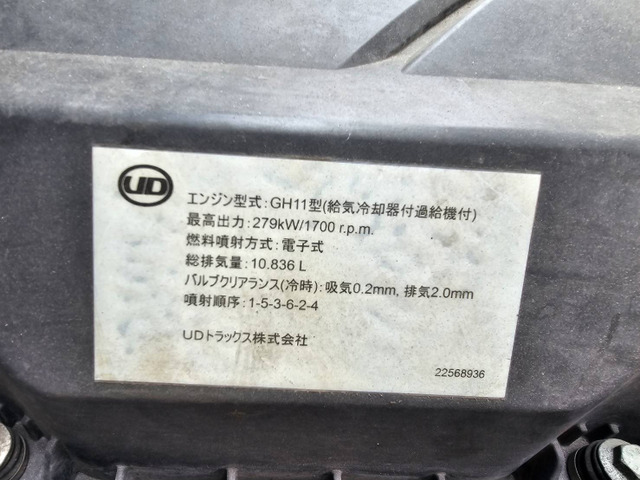 UD
エンジン型式:GH11型(給気冷却器付過給機付)
最高出力:279kW/1700 r.p.m.
燃料噴射方式:電子式
総排気量:10.836 L
バルブクリアランス(冷時):吸気0.2mm, 排気2.0mm
噴射順序:1-5-3-6-2-4
UDトラックス株式会社
22568936